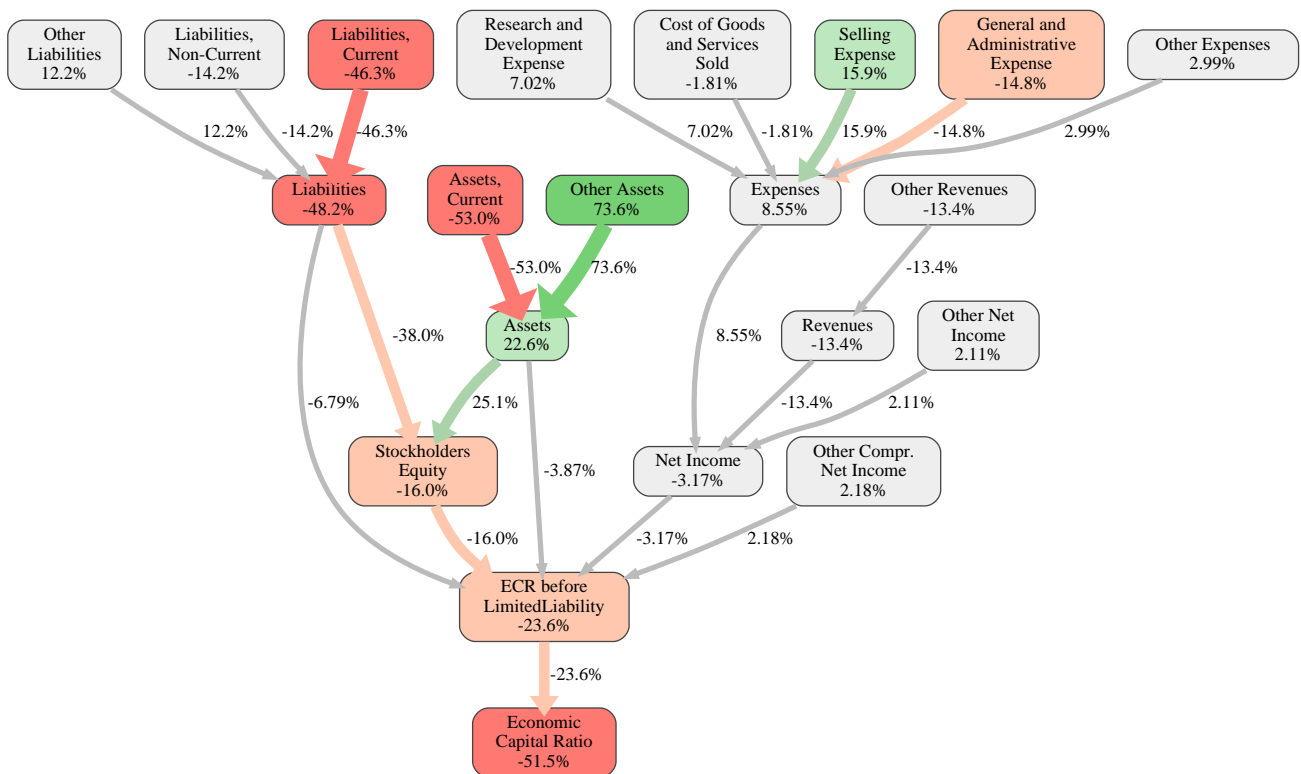 Other
Liabilities
12.2%
Liabilities,
Non-Current
-14.2%
Liabilities,
Current
-46.3%
Research and
Development
Expense
7.02%
Cost of Goods
and Services
Sold
-1.81%
Selling
Expense
15.9%
General and
Administrative
Expense
-14.8%
Other Expenses
2.99%
12.2%
-14.2%
-46.3%
7.02%
-1.81%
15.9%
-14.8%
2.99%
Liabilities
-48.2%
Assets,
Current
-53.0%
Other Assets
73.6%
Expenses
8.55%
Other Revenues
-13.4%
-53.0%
73.6%
-13.4%
Assets
22.6%
Revenues
-13.4%
Other Net
Income
2.11%
-38.0%
8.55%
-6.79%
25.1%
-13.4%
2.11%
Stockholders
Equity
-16.0%
-3.87%
Net Income
-3.17%
Other Compr.
Net Income
2.18%
-16.0%
-3.17%
2.18%
ECR before
LimitedLiability
-23.6%
-23.6%
Economic
Capital Ratio
-51.5%